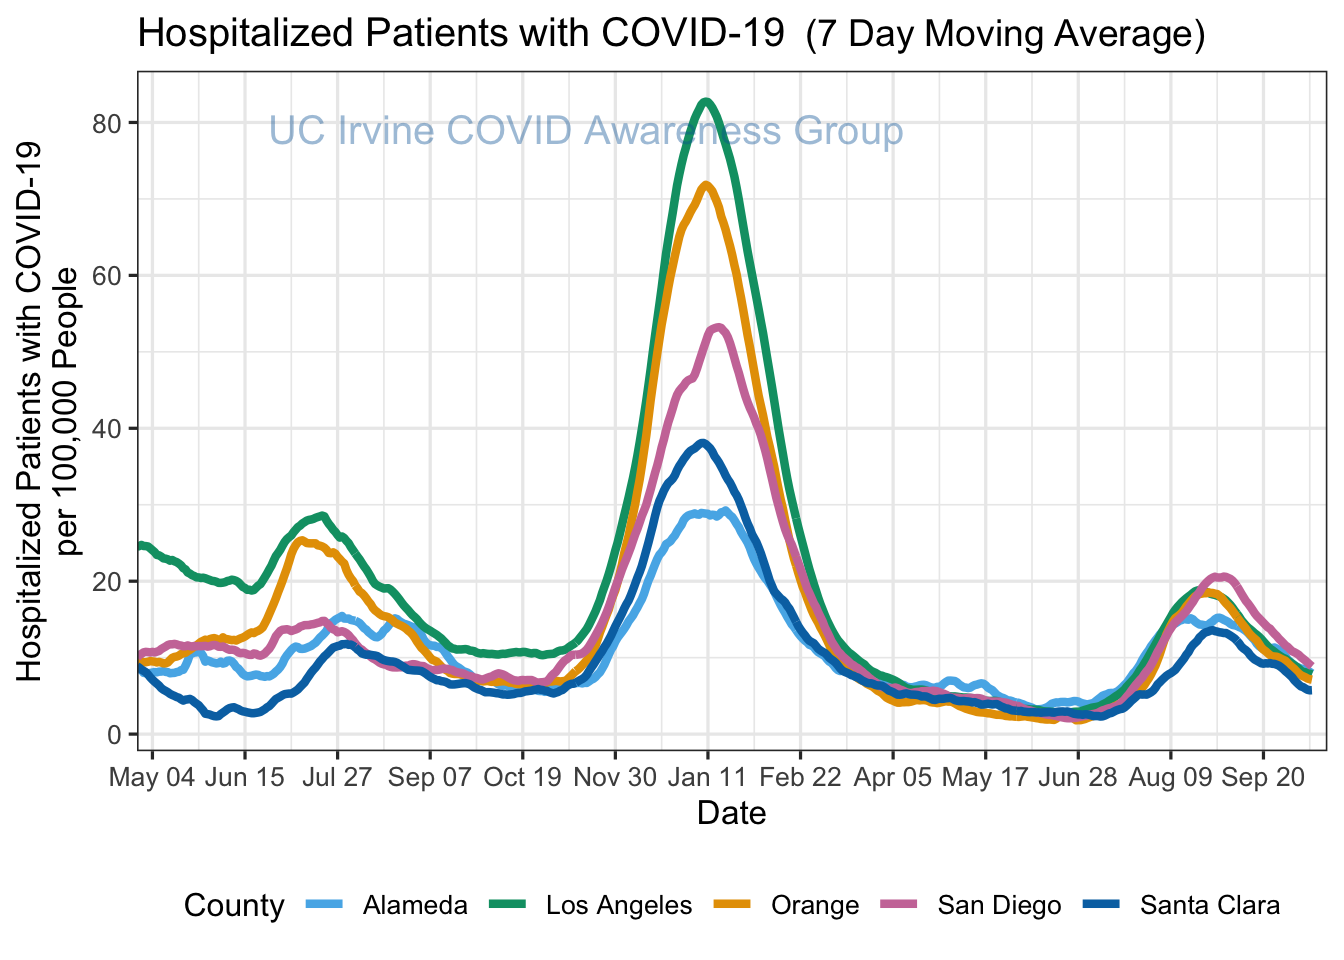 Hospitalized Patients with COVID-19 (7 Day Moving Average)
UC Irvine COVID Awareness Group
Hospitalized Patients with COVID-19
per 100,000 People
80
60
40
20
0
May 04 Jun 15 Jul 27 Sep 07 Oct 19 Nov 30 Jan 11 Feb 22 Apr 05 May 17 Jun 28 Aug 09 Sep 20
Date
County Alameda Los Angeles Orange San Diego Santa Clara